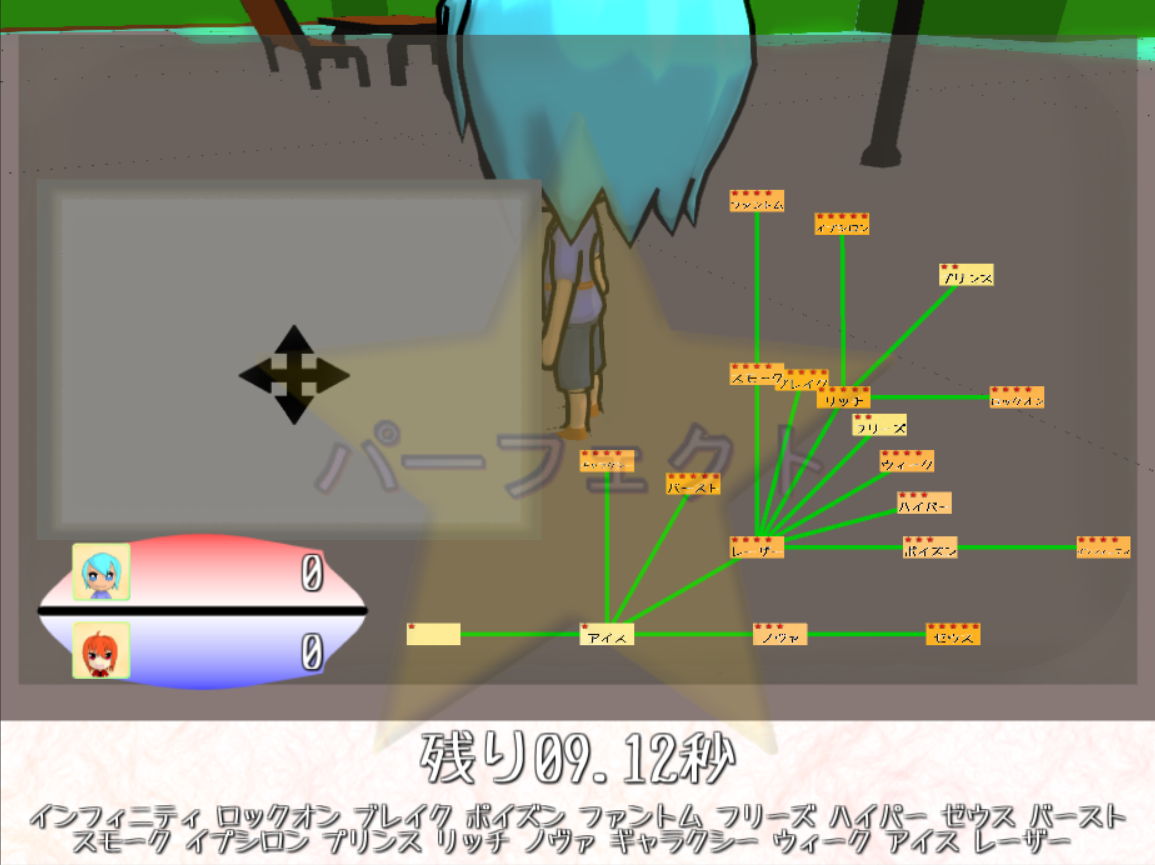 ファントム
イプシロン
プリンス
スモーク
ブレイク
リッチ
ロックオン
フリーズ
パーフェクト
ウィーク
バースト
ハイパー
レーザー
ポイズン
0
アイス
ノヴァ
ゼウス
0
残り09.12秒
インフィニティ ロックオン ブレイク ポイズン ファントム フリーズ ハイパー ゼウス バースト
スモーク イプシロン プリンス リッチ ノヴァ ギャラクシー ウィーク アイス レーザー